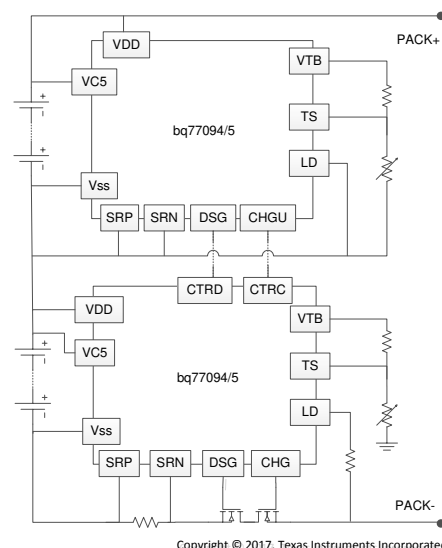 PACK+
VDD
VTB
VC5
TS
bq77094/5
LD
Vss
SRP SRN DSG CHGU
CTRD CTRC
VDD
VTB
VC5
TS
bq77094/5
LD
Vss
SRP SRN DSG CHG
PACK-
Copyright © 2017, Texas Instruments Incorporated